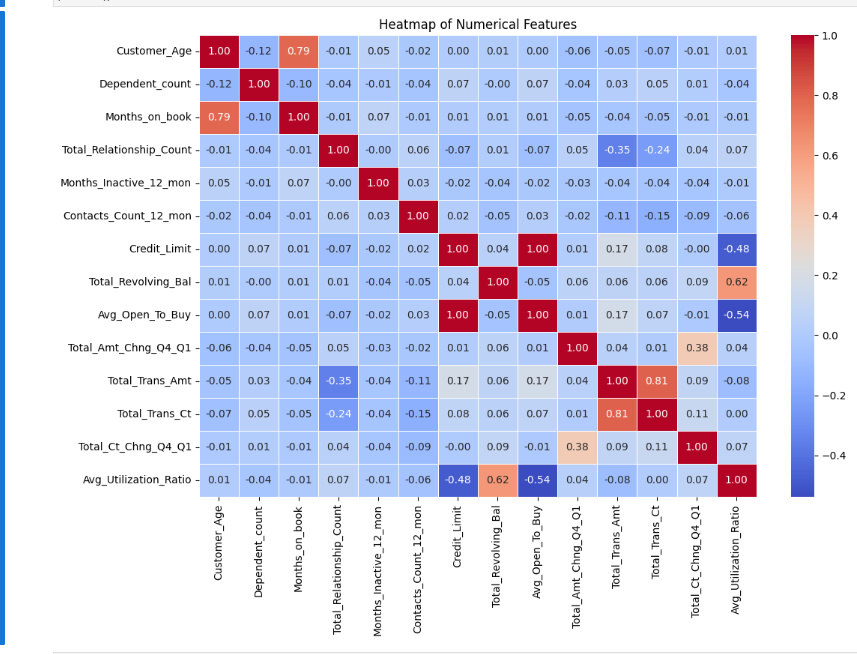 Heatmap of Numerical Features
Customer_Age 1.00 -0.12 0.79 -0.01 0.05 -0.02 0.00 0.01 0.00 -0.06 -0.05 -0.07 -0.01 0.01
Dependent_count -0.12 1.00 -0.10 -0.04 -0.01 -0.04 0.07 -0.00 0.07 -0.04 0.03 0.05 0.01 -0.04
Months_on_book 0.79 -0.10 1.00 -0.01 0.07 -0.01 0.01 0.01 0.01 -0.05 -0.04 -0.05 -0.01 -0.01
Total_Relationship_Count -0.01 -0.04 -0.01 1.00 -0.00 0.06 -0.07 0.01 -0.07 0.05 -0.35 -0.24 0.04 0.07
Months_Inactive_12_mon 0.05 -0.01 0.07 -0.00 1.00 0.03 -0.02 -0.04 -0.02 -0.03 -0.04 -0.04 -0.04 -0.01
Contacts_Count_12_mon -0.02 -0.04 -0.01 0.06 0.03 1.00 0.02 -0.05 0.03 -0.02 -0.11 -0.15 -0.09 -0.06
Credit_Limit 0.00 0.07 0.01 -0.07 -0.02 0.02 1.00 0.04 1.00 0.01 0.17 0.08 -0.00 -0.48
Total_Revolving_Bal 0.01 -0.00 0.01 0.01 -0.04 -0.05 0.04 1.00 -0.05 0.06 0.06 0.06 0.09 0.62
Avg_Open_To_Buy 0.00 0.07 0.01 -0.07 -0.02 0.03 1.00 -0.05 1.00 0.01 0.17 0.07 -0.01 -0.54
Total_Amt_Chng_Q4_Q1 -0.06 -0.04 -0.05 0.05 -0.03 -0.02 0.01 0.06 0.01 1.00 0.04 0.01 0.38 0.04
Total_Trans_Amt -0.05 0.03 -0.04 -0.35 -0.04 -0.11 0.17 0.06 0.17 0.04 1.00 0.81 0.09 -0.08
Total_Trans_Ct -0.07 0.05 -0.05 -0.24 -0.04 -0.15 0.08 0.06 0.07 0.01 0.81 1.00 0.11 0.00
Total_Ct_Chng_Q4_Q1 -0.01 0.01 -0.01 0.04 -0.04 -0.09 -0.00 0.09 -0.01 0.38 0.09 0.11 1.00 0.07
Avg_Utilization_Ratio 0.01 -0.04 -0.01 0.07 -0.01 -0.06 -0.48 0.62 -0.54 0.04 -0.08 0.00 0.07 1.00
Customer_Age
Dependent_count
Months_on_book
Total_Relationship_Count
Months_Inactive_12_mon
Contacts_Count_12_mon
Credit_Limit
Total_Revolving_Bal
Avg_Open_To_Buy
Total_Amt_Chng_Q4_Q1
Total_Trans_Amt
Total_Trans_Ct
Total_Ct_Chng_Q4_Q1
Avg_Utilization_Ratio
1.0
0.8
0.6
0.4
0.2
0.0
−0.2
−0.4